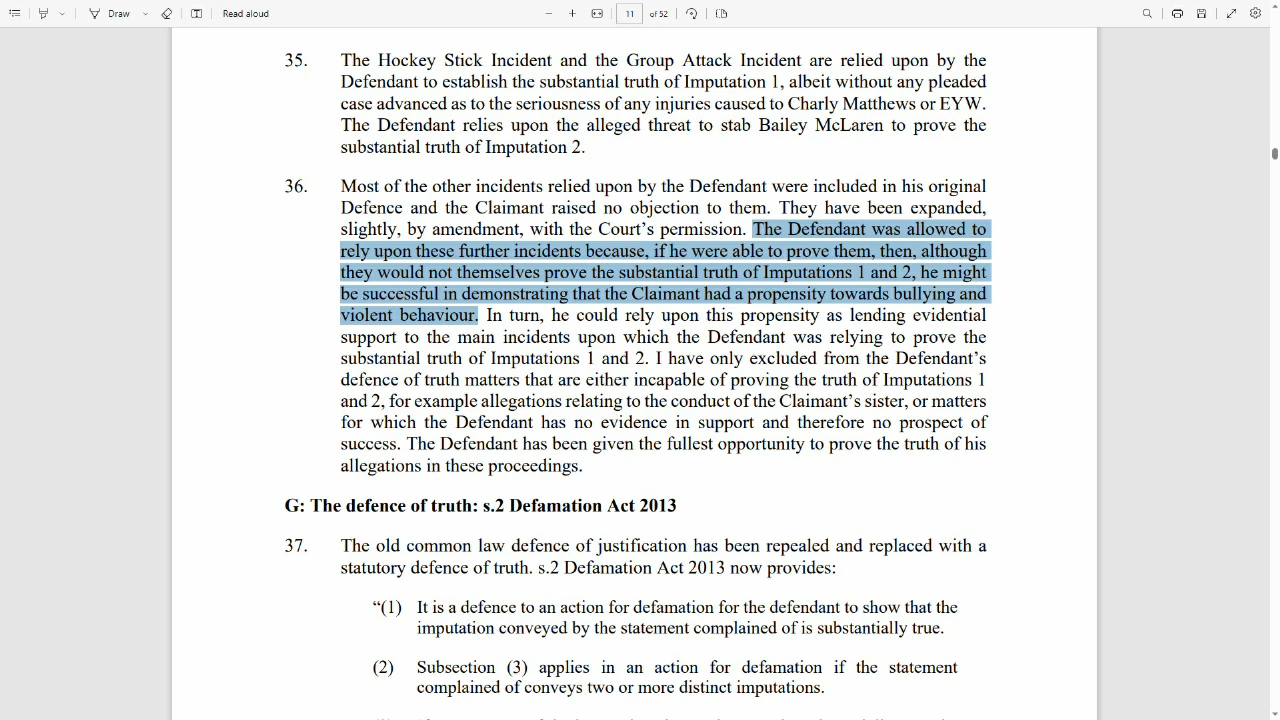 Draw
Read aloud
11
of 52
35. The Hockey Stick Incident and the Group Attack Incident are relied upon by the
Defendant to establish the substantial truth of Imputation 1, albeit without any pleaded
case advanced as to the seriousness of any injuries caused to Charly Matthews or EYW.
The Defendant relies upon the alleged threat to stab Bailey McLaren to prove the
substantial truth of Imputation 2.
36. Most of the other incidents relied upon by the Defendant were included in his original
Defence and the Claimant raised no objection to them. They have been expanded,
slightly, by amendment, with the Court’s permission. The Defendant was allowed to
rely upon these further incidents because, if he were able to prove them, then, although
they would not themselves prove the substantial truth of Imputations 1 and 2, he might
be successful in demonstrating that the Claimant had a propensity towards bullying and
violent behaviour. In turn, he could rely upon this propensity as lending evidential
support to the main incidents upon which the Defendant was relying to prove the
substantial truth of Imputations 1 and 2. I have only excluded from the Defendant’s
defence of truth matters that are either incapable of proving the truth of Imputations 1
and 2, for example allegations relating to the conduct of the Claimant’s sister, or matters
for which the Defendant has no evidence in support and therefore no prospect of
success. The Defendant has been given the fullest opportunity to prove the truth of his
allegations in these proceedings.
G: The defence of truth: s.2 Defamation Act 2013
37. The old common law defence of justification has been repealed and replaced with a
statutory defence of truth. s.2 Defamation Act 2013 now provides:
“(1) It is a defence to an action for defamation for the defendant to show that the
imputation conveyed by the statement complained of is substantially true.
(2) Subsection (3) applies in an action for defamation if the statement
complained of conveys two or more distinct imputations.